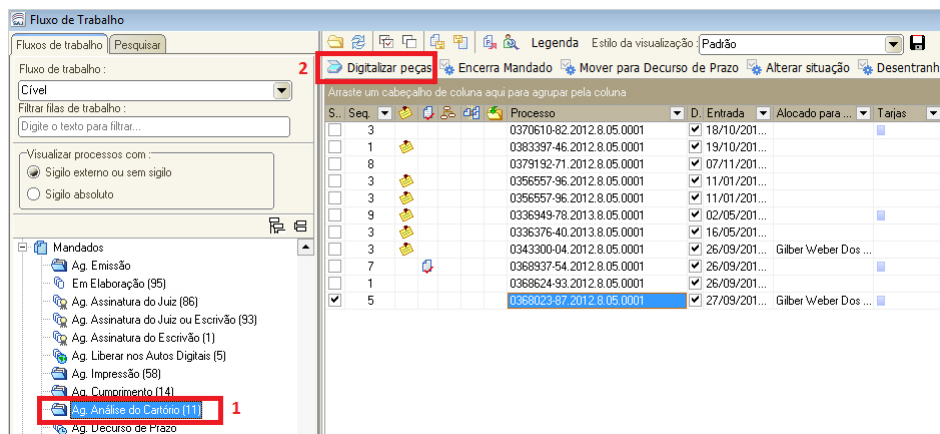 Fluxo de Trabalho
Fluxos de trabalho Pesquisar
Fluxo de trabalho :
Cível
Filtrar filas de trabalho :
Digite o texto para filtrar...
Visualizar processos com :
Sigilo externo ou sem sigilo
Sigilo absoluto
Mandados
Ag. Emissão
Em Elaboração (95)
Ag. Assinatura do Juiz (86)
Ag. Assinatura do Juiz ou Escrivão (93)
Ag. Assinatura do Escrivão (1)
Ag. Liberar nos Autos Digitais (5)
Ag. Impressão (58)
Ag. Cumprimento (14)
Ag. Análise do Cartório (11) 1
Ag. Decurso de Prazo
Legenda Estilo da visualização : Padrão
2 Digitalizar peças Encerra Mandado Mover para Decurso de Prazo Alterar situação Desentranh
Arraste um cabeçalho de coluna aqui para agrupar pela coluna
S... Seq. Processo D. Entrada Alocado para ... Tarjas
3 0370610-82.2012.8.05.0001 18/10/201...
1 0383397-46.2012.8.05.0001 19/10/201...
8 0379192-71.2012.8.05.0001 07/11/201...
3 0356557-96.2012.8.05.0001 11/01/201...
3 0356557-96.2012.8.05.0001 11/01/201...
9 0336949-78.2013.8.05.0001 02/05/201...
3 0336376-40.2013.8.05.0001 16/05/201...
3 0343300-04.2012.8.05.0001 26/09/201... Gilber Weber Dos ...
7 0368937-54.2012.8.05.0001 26/09/201...
1 0368624-93.2012.8.05.0001 26/09/201...
5 0368023-87.2012.8.05.0001 27/09/201... Gilber Weber Dos ...